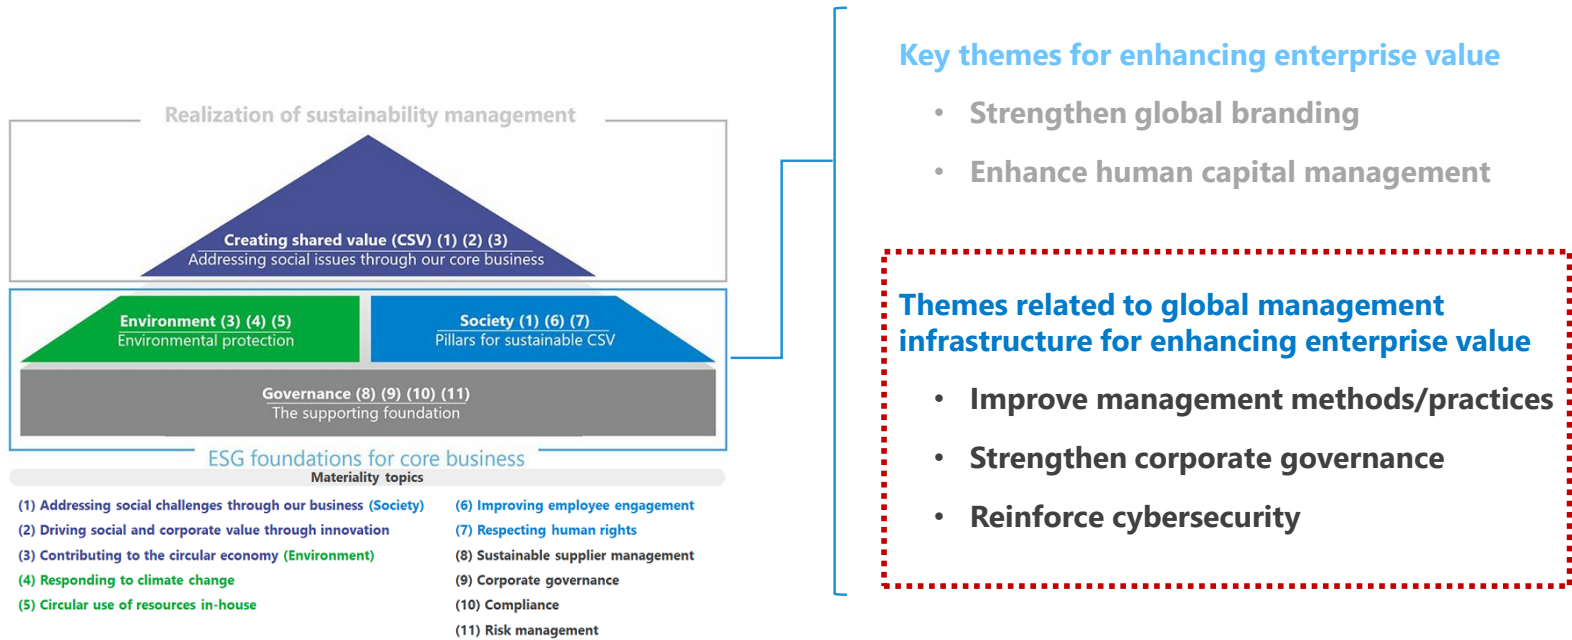 Realization of sustainability management
Creating shared value (CSV) (1) (2) (3)
Addressing social issues through our core business
Environment (3) (4) (5)
Environmental protection
Society (1) (6) (7)
Pillars for sustainable CSV
Governance (8) (9) (10) (11)
The supporting foundation
ESG foundations for core business
Materiality topics
(1) Addressing social challenges through our business (Society)
(2) Driving social and corporate value through innovation
(3) Contributing to the circular economy (Environment)
(4) Responding to climate change
(5) Circular use of resources in-house
(6) Improving employee engagement
(7) Respecting human rights
(8) Sustainable supplier management
(9) Corporate governance
(10) Compliance
(11) Risk management
Key themes for enhancing enterprise value
• Strengthen global branding
• Enhance human capital management
Themes related to global management
infrastructure for enhancing enterprise value
• Improve management methods/practices
• Strengthen corporate governance
• Reinforce cybersecurity